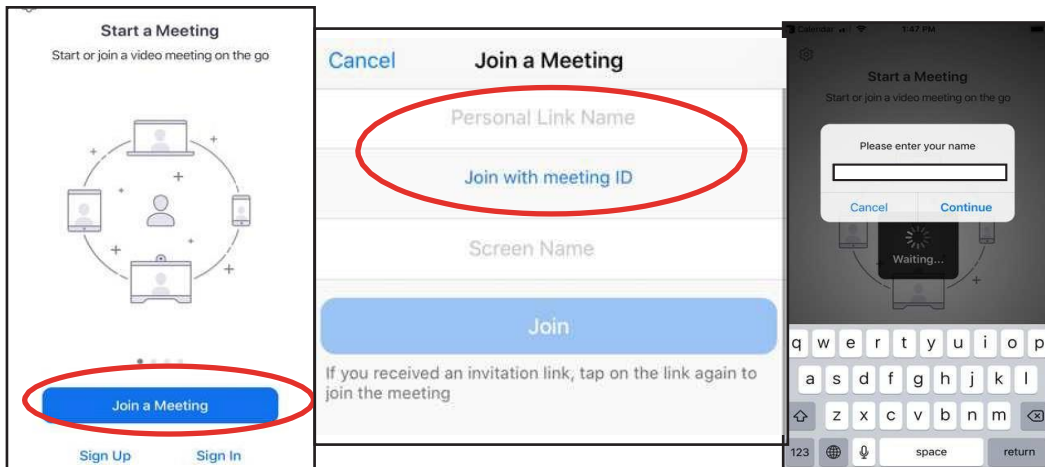 Start a Meeting
Start or join a video meeting on the go
Join a Meeting
Sign Up Sign In
Cancel Join a Meeting
Personal Link Name
Join with meeting ID
Screen Name
Join
If you received an invitation link, tap on the link again to
join the meeting
Calendar 1:47 PM
Start a Meeting
Start or join a video meeting on the go
Please enter your name
Cancel Continue
Waiting...
q w e r t y u i o p
a s d f g h j k l
z x c v b n m
123 space return